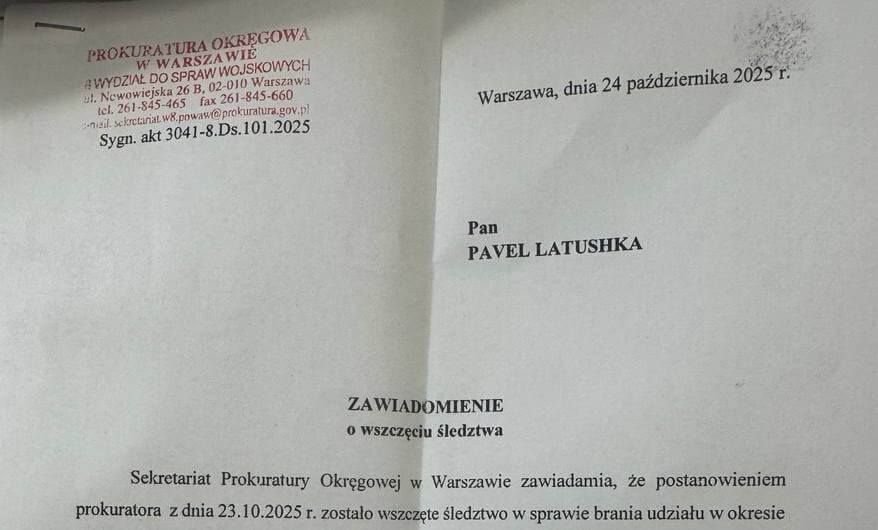 PROKURATURA OKRĘGOWA
W WARSZAWIE
8 WYDZIAŁ DO SPRAW WOJSKOWYCH
ul. Nowowiejska 26 B, 02-010 Warszawa
tel. 261-845-465 fax 261-845-660
e-mail. sekretariat.w8.powaw@prokuratura.gov.pl
Sygn. akt 3041-8.Ds.101.2025
Warszawa, dnia 24 października 2025 r.
Pan
PAVEL LATUSHKA
ZAWIADOMIENIE
o wszczęciu śledztwa
Sekretariat Prokuratury Okręgowej w Warszawie zawiadamia, że postanowieniem
prokuratora z dnia 23.10.2025 r. zostało wszczęte śledztwo w sprawie brania udziału w okresie